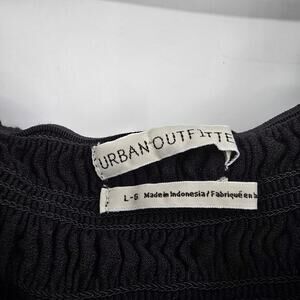 URBAN OUTFITTE
L-G Made in Indonesia / Fabriqué en